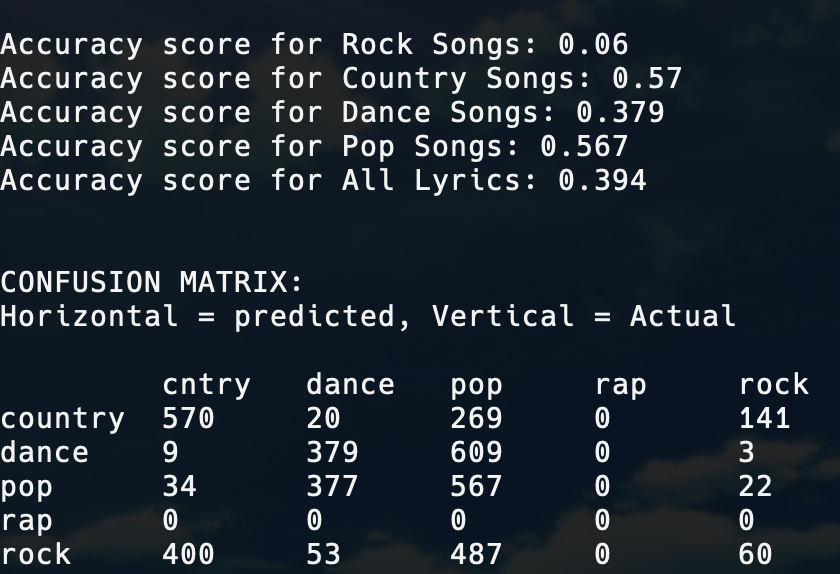 Accuracy score for Rock Songs: 0.06
Accuracy score for Country Songs: 0.57
Accuracy score for Dance Songs: 0.379
Accuracy score for Pop Songs: 0.567
Accuracy score for All Lyrics: 0.394
CONFUSION MATRIX:
Horizontal = predicted, Vertical = Actual
cntry dance pop rap rock
country 570 20 269 0 141
dance 9 379 609 0 3
pop 34 377 567 0 22
rap 0 0 0 0 0
rock 400 53 487 0 60